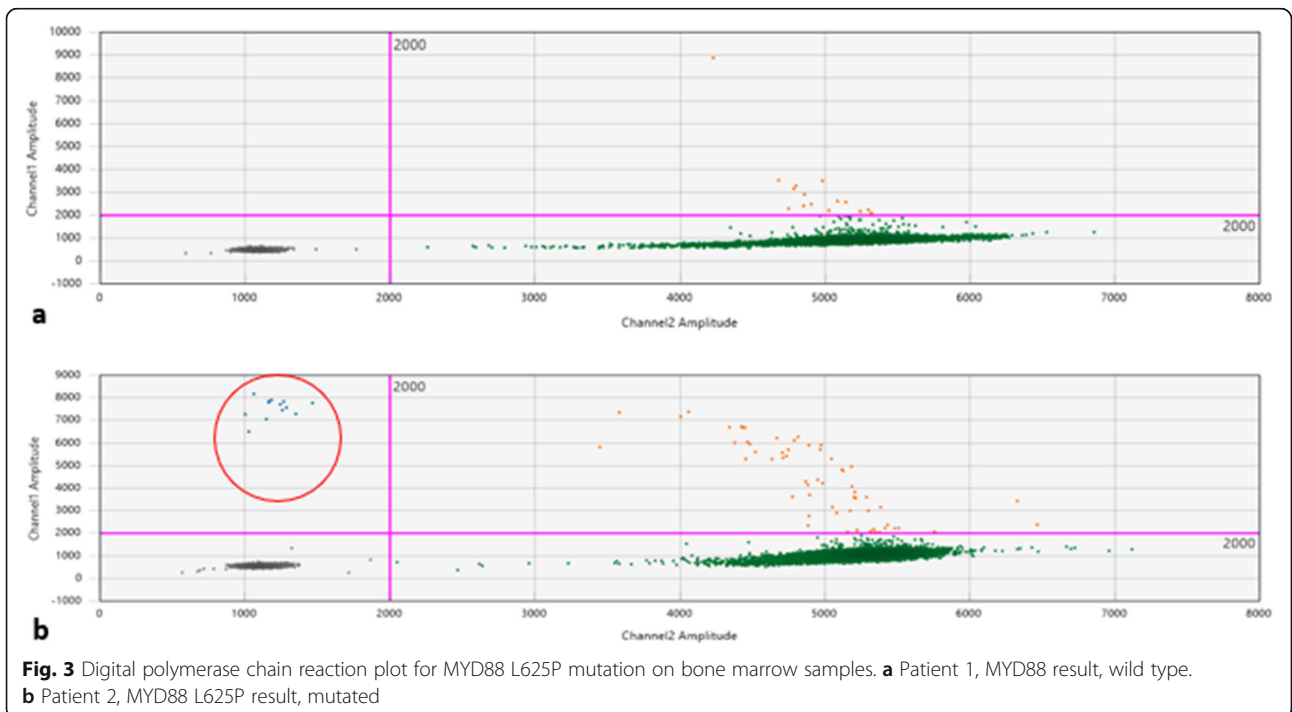 10000
9000
8000
7000
6000
5000
4000
3000
2000
1000
0
-1000
Channel1 Amplitude
2000
2000
0 1000 2000 3000 4000 5000 6000 7000 8000
Channel2 Amplitude
a
9000
8000
7000
6000
5000
4000
3000
2000
1000
0
-1000
Channel1 Amplitude
2000
2000
0 1000 2000 3000 4000 5000 6000 7000 8000
Channel2 Amplitude
b
Fig. 3 Digital polymerase chain reaction plot for MYD88 L625P mutation on bone marrow samples. a Patient 1, MYD88 result, wild type.
b Patient 2, MYD88 L625P result, mutated